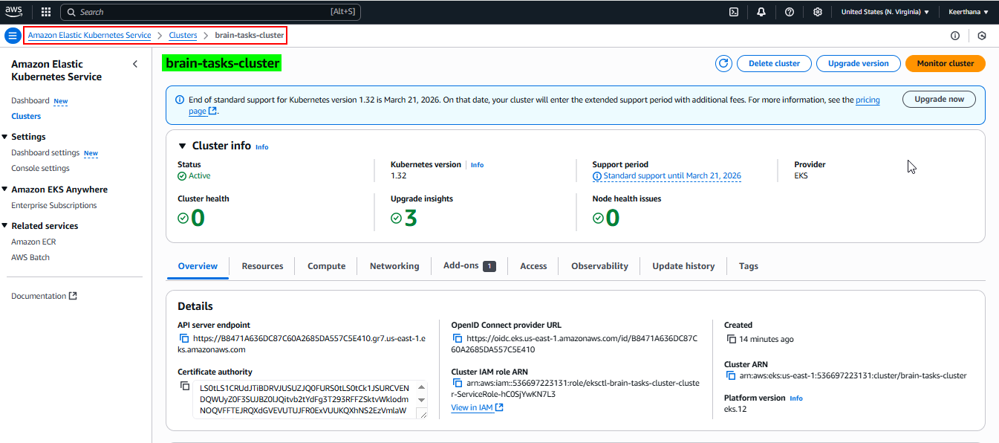 aws
Search [Alt+S]
United States (N. Virginia) Keerthana
Amazon Elastic Kubernetes Service > Clusters > brain-tasks-cluster
Amazon Elastic
Kubernetes Service
Dashboard New
Clusters
Settings
Dashboard settings New
Console settings
Amazon EKS Anywhere
Enterprise Subscriptions
Related services
Amazon ECR
AWS Batch
Documentation
brain-tasks-cluster
Delete cluster
Upgrade version
Monitor cluster
End of standard support for Kubernetes version 1.32 is March 21, 2026. On that date, your cluster will enter the extended support period with additional fees. For more information, see the pricing
page.
Upgrade now
Cluster info Info
Status
Active
Kubernetes version Info
1.32
Support period
Standard support until March 21, 2026
Provider
EKS
Cluster health
0
Upgrade insights
3
Node health issues
0
Overview
Resources
Compute
Networking
Add-ons 1
Access
Observability
Update history
Tags
Details
API server endpoint
https://B8471A636DC87C60A2685DA557C5E410.gr7.us-east-1.e
ks.amazonaws.com
Certificate authority
LS0tLS1CRUdJTiBDRVJUSUZJQ0FURS0tLS0tCk1JSURCVEN
DQWUyZ0F3SUJBZ0lJQitvb2tYdFg3T293RFFZSktvWklodm
NOQVFFTEJRQXdGVEVUTUJFR0ExVUUKQXhNS2EzVmlaW
OpenID Connect provider URL
https://oidc.eks.us-east-1.amazonaws.com/id/B8471A636DC87C
60A2685DA557C5E410
Cluster IAM role ARN
arn:aws:iam::536697223131:role/eksctl-brain-tasks-cluster-cluste
r-ServiceRole-hC0SjYwKN7L3
View in IAM
Created
14 minutes ago
Cluster ARN
arn:aws:eks:us-east-1:536697223131:cluster/brain-tasks-cluster
Platform version Info
eks.12